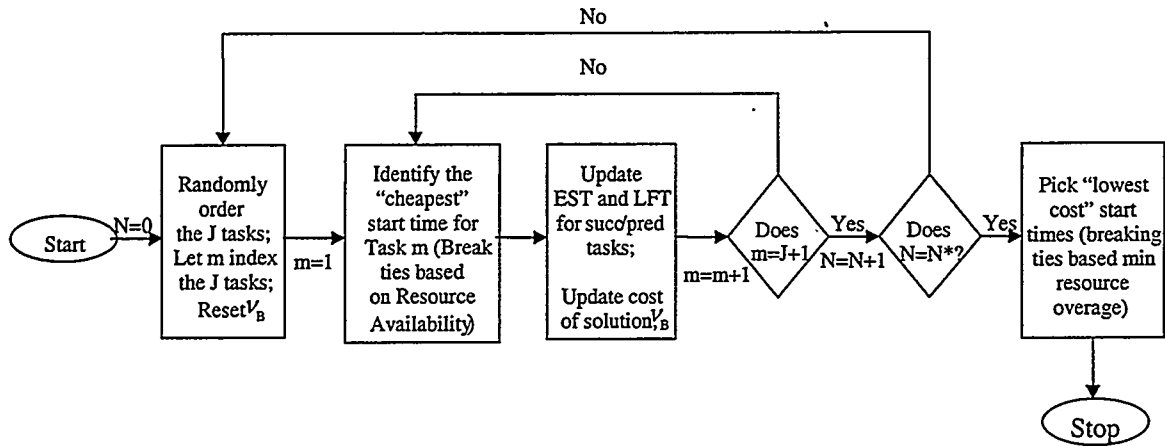 No
No
Start
N=0
Randomly
order
the J tasks;
Let m index
the J tasks;
Reset VB
m=1
Identify the
"cheapest"
start time for
Task m (Break
ties based
on Resource
Availability)
Update
EST and LFT
for succ/pred
tasks;
Update cost
of solution, VB
m=m+1
Does
m=J+1
Yes
N=N+1
Does
N=N*?
Yes
Pick "lowest
cost" start
times (breaking
ties based min
resource
overage)
Stop